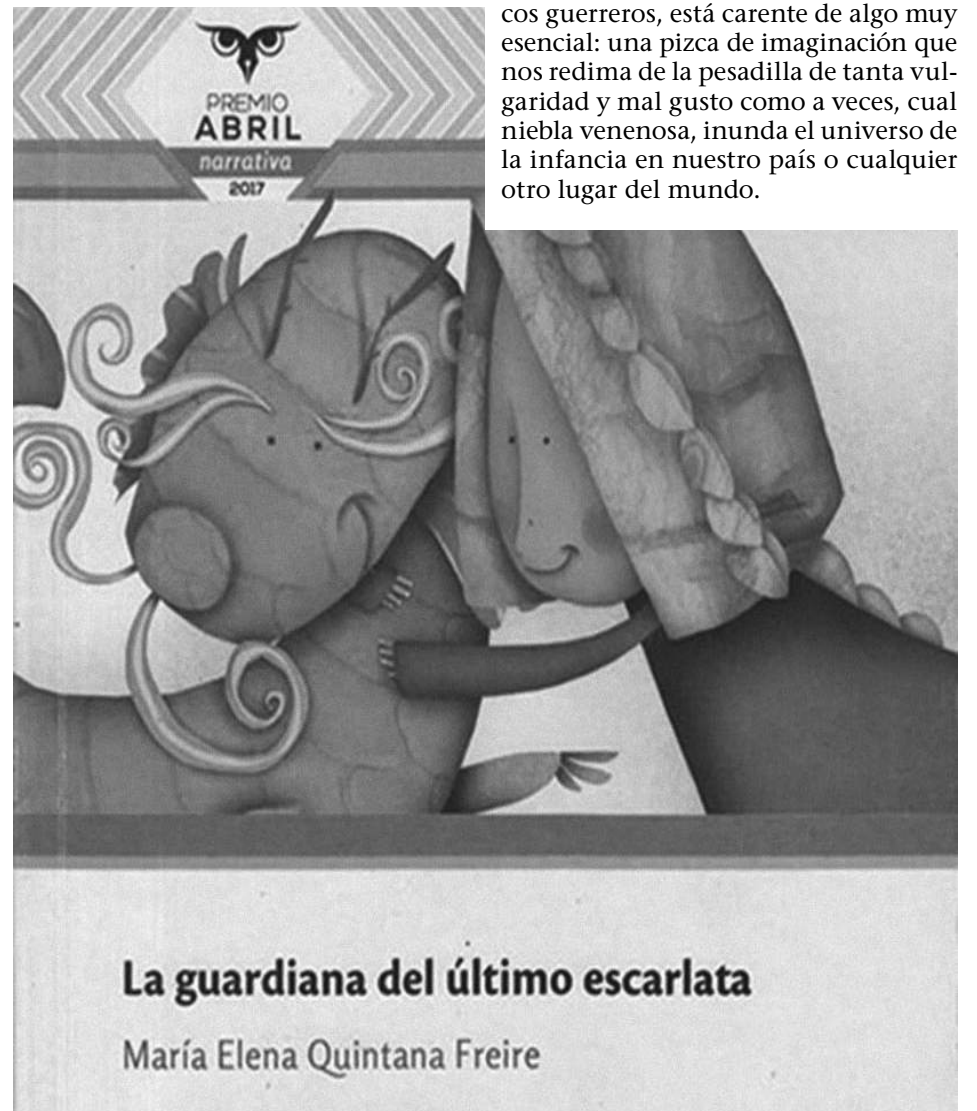 cos guerreros, está carente de algo muy
esencial: una pizca de imaginación que
nos redima de la pesadilla de tanta vul-
garidad y mal gusto como a veces, cual
niebla venenosa, inunda el universo de
la infancia en nuestro país o cualquier
otro lugar del mundo.
PREMIO
ABRIL
narrativa
2017
La guardiana del último escarlata
María Elena Quintana Freire